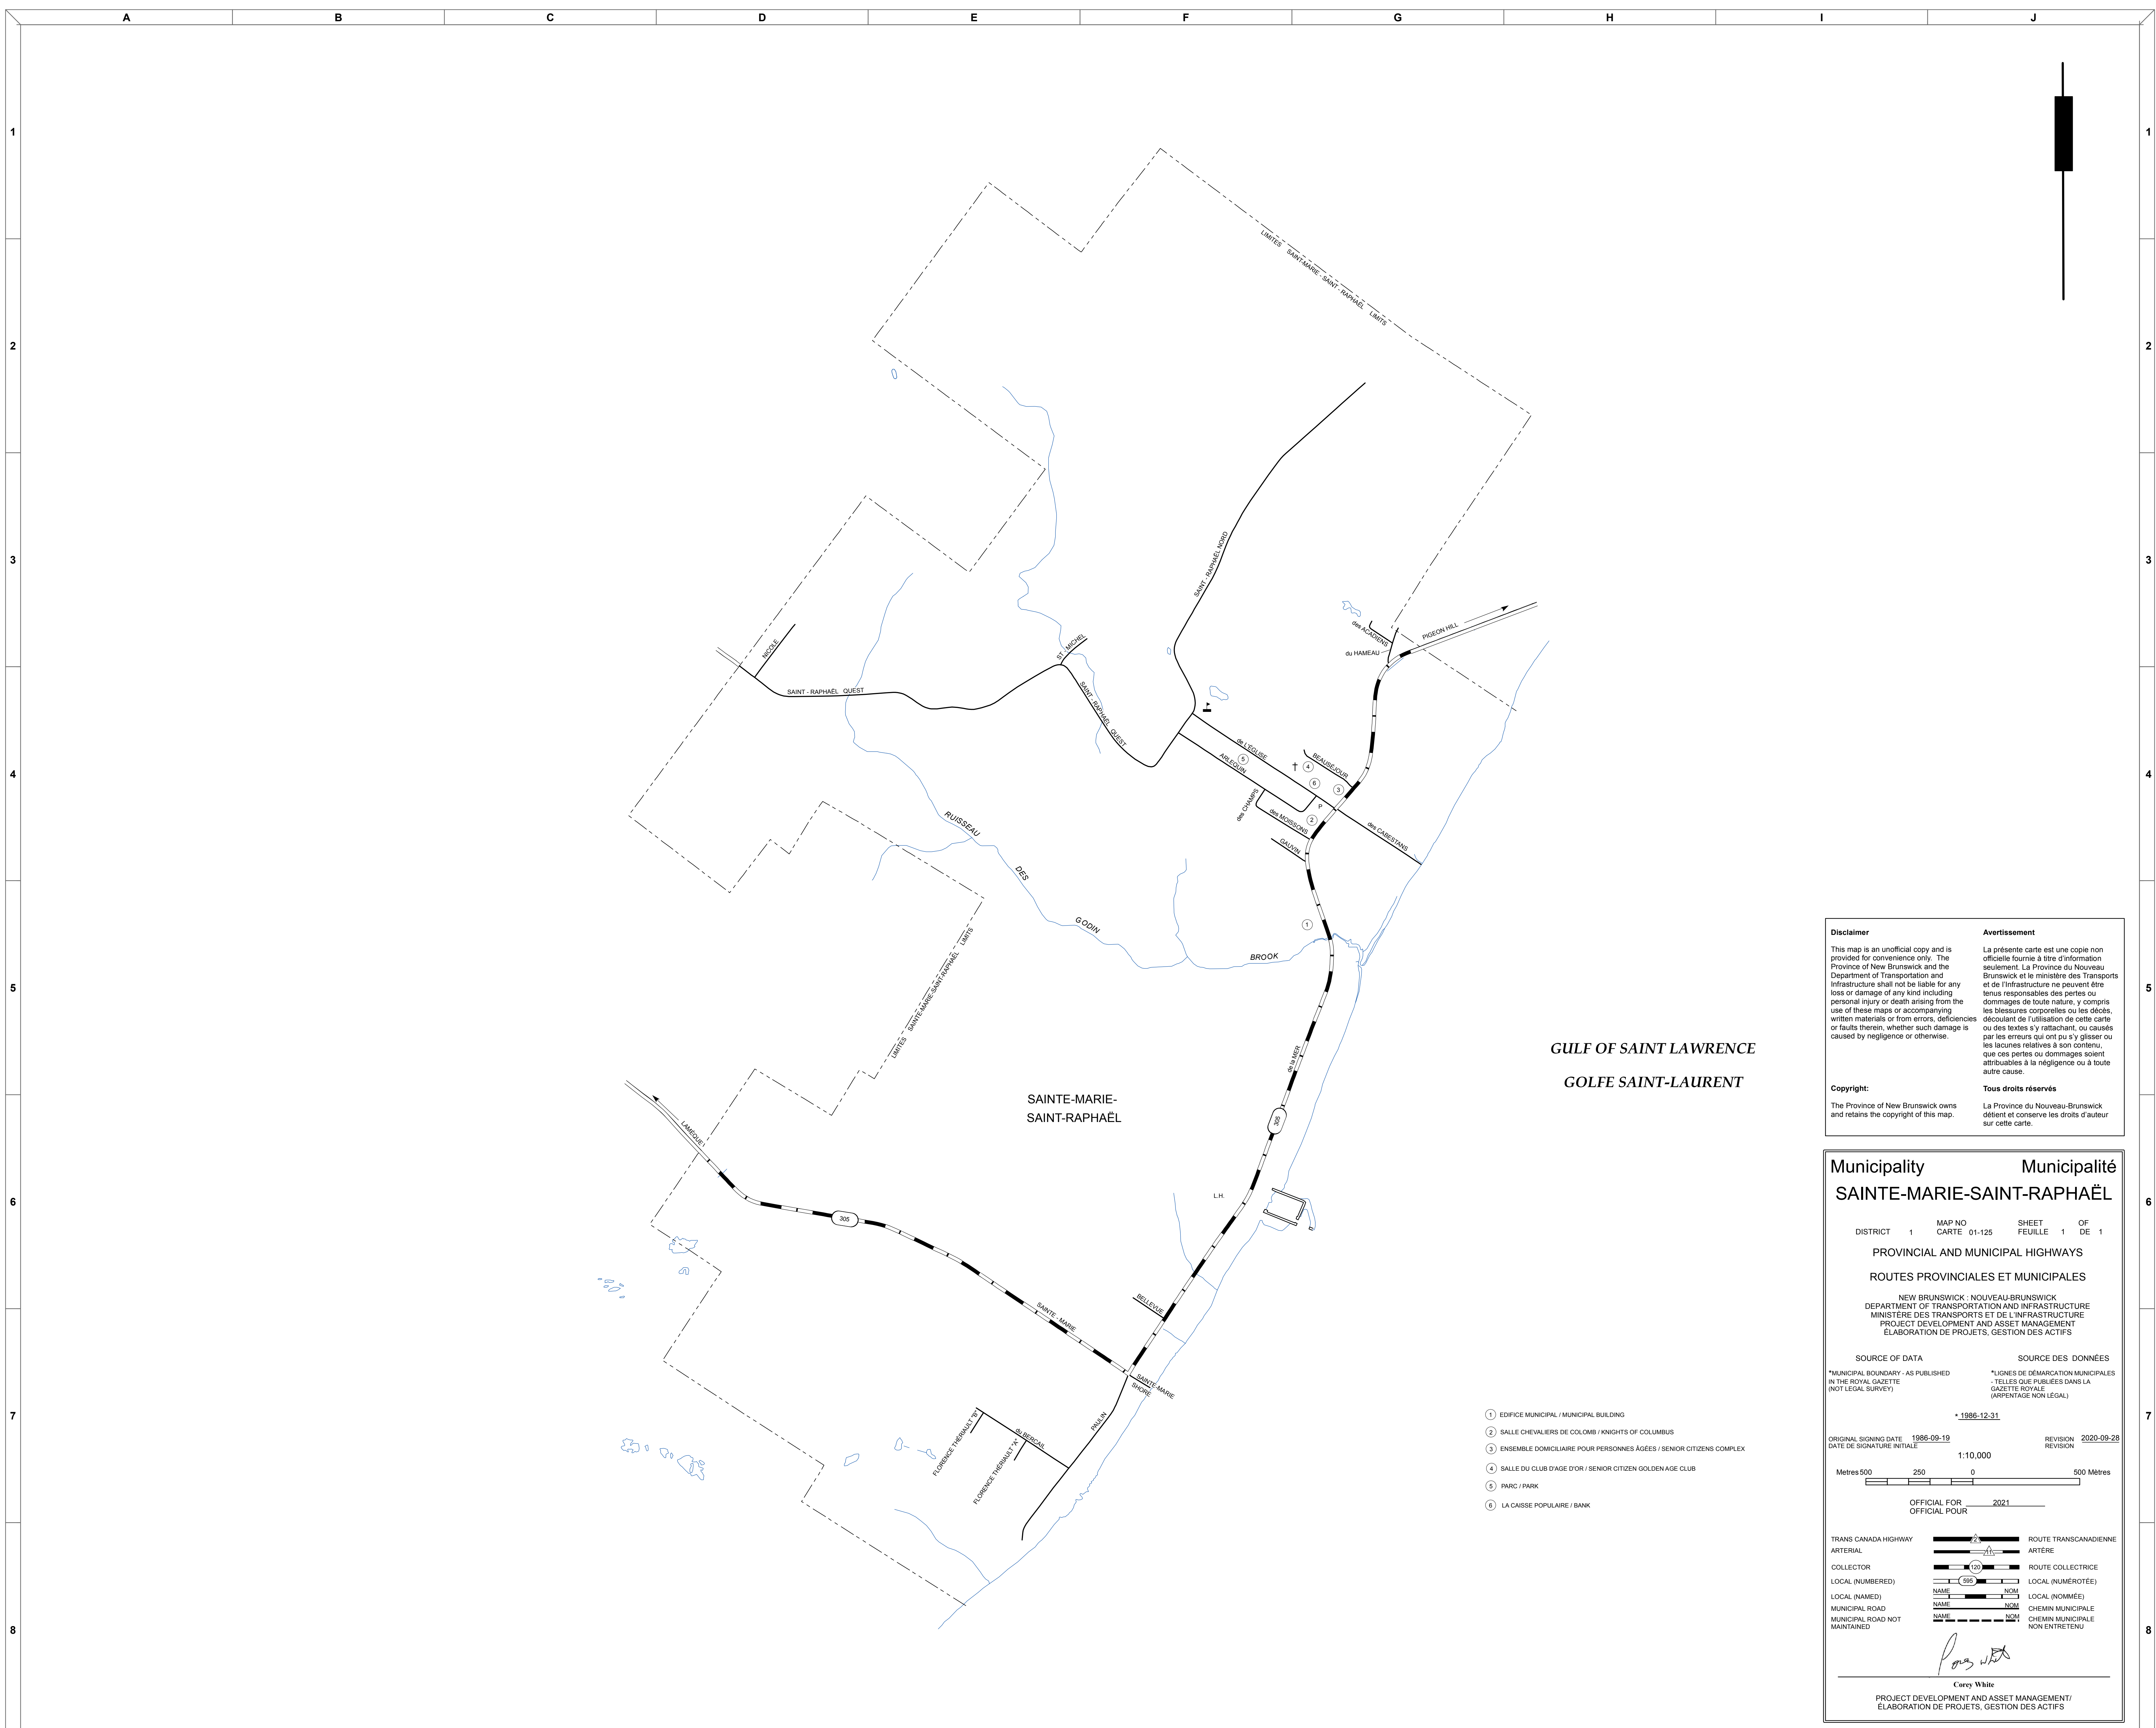 A B C D E F G H I J
1 1
2 2
3 3
4 4
5 5
6 6
7 7
8 8
LIMITES SAINT-MARIE - SAINT - RAPHAËL LIMITS
SAINT - RAPHAËL NORD
des ACADIENS
du HAMEAU
PIGEON HILL
NICOLE
ST. - MICHEL
SAINT - RAPHAËL QUEST
SAINT - RAPHAËL QUEST
de L'ÉGLISE
ARLEQUIN
5
BEAUSÉJOUR
4
6
3
P
2
des CHAMPS
des MOISSONS
GAUVIN
des CABESTANS
RUISSEAU
DES
GODIN
BROOK
1
LIMITES SAINTE-MARIE-SAINT-RAPHAËL LIMITS
de la MER
305
GULF OF SAINT LAWRENCE
GOLFE SAINT-LAURENT
SAINTE-MARIE-
SAINT-RAPHAËL
LAMÈQUE
305
L.H.
SAINTE - MARIE
BELLEVUE
SAINTE-MARIE
SHORE
PAULIN
du BERCAIL
FLORENCE THÉRIAULT "B"
FLORENCE THÉRIAULT "A"
1 EDIFICE MUNICIPAL / MUNICIPAL BUILDING
2 SALLE CHEVALIERS DE COLOMB / KNIGHTS OF COLUMBUS
3 ENSEMBLE DOMICILIAIRE POUR PERSONNES ÂGÉES / SENIOR CITIZENS COMPLEX
4 SALLE DU CLUB D'AGE D'OR / SENIOR CITIZEN GOLDEN AGE CLUB
5 PARC / PARK
6 LA CAISSE POPULAIRE / BANK
Disclaimer
This map is an unofficial copy and is
provided for convenience only. The
Province of New Brunswick and the
Department of Transportation and
Infrastructure shall not be liable for any
loss or damage of any kind including
personal injury or death arising from the
use of these maps or accompanying
written materials or from errors, deficiencies
or faults therein, whether such damage is
caused by negligence or otherwise.
Copyright:
The Province of New Brunswick owns
and retains the copyright of this map.
Avertissement
La présente carte est une copie non
officielle fournie à titre d'information
seulement. La Province du Nouveau
Brunswick et le ministère des Transports
et de l'Infrastructure ne peuvent être
tenus responsables des pertes ou
dommages de toute nature, y compris
les blessures corporelles ou les décès,
découlant de l'utilisation de cette carte
ou des textes s'y rattachant, ou causés
par les erreurs qui ont pu s'y glisser ou
les lacunes relatives à son contenu,
que ces pertes ou dommages soient
attribuables à la négligence ou à toute
autre cause.
Tous droits réservés
La Province du Nouveau-Brunswick
détient et conserve les droits d'auteur
sur cette carte.
Municipality Municipalité
SAINTE-MARIE-SAINT-RAPHAËL
MAP NO SHEET OF
DISTRICT 1 CARTE 01-125 FEUILLE 1 DE 1
PROVINCIAL AND MUNICIPAL HIGHWAYS
ROUTES PROVINCIALES ET MUNICIPALES
NEW BRUNSWICK : NOUVEAU-BRUNSWICK
DEPARTMENT OF TRANSPORTATION AND INFRASTRUCTURE
MINISTÈRE DES TRANSPORTS ET DE L'INFRASTRUCTURE
PROJECT DEVELOPMENT AND ASSET MANAGEMENT
ÉLABORATION DE PROJETS, GESTION DES ACTIFS
SOURCE OF DATA SOURCE DES DONNÉES
*MUNICIPAL BOUNDARY - AS PUBLISHED
IN THE ROYAL GAZETTE
(NOT LEGAL SURVEY)
*LIGNES DE DÉMARCATION MUNICIPALES
- TELLES QUE PUBLIÉES DANS LA
GAZETTE ROYALE
(ARPENTAGE NON LÉGAL)
* 1986-12-31
ORIGINAL SIGNING DATE 1986-09-19 REVISION 2020-09-28
DATE DE SIGNATURE INITIALE REVISION
1:10,000
Metres 500 250 0 500 Mètres
OFFICIAL FOR 2021
OFFICIAL POUR
TRANS CANADA HIGHWAY 2 ROUTE TRANSCANADIENNE
ARTERIAL 11 ARTÈRE
COLLECTOR 120 ROUTE COLLECTRICE
LOCAL (NUMBERED) 595 LOCAL (NUMÉROTÉE)
LOCAL (NAMED) NAME NOM LOCAL (NOMMÉE)
MUNICIPAL ROAD NAME NOM CHEMIN MUNICIPALE
MUNICIPAL ROAD NOT NAME NOM CHEMIN MUNICIPALE
MAINTAINED NON ENTRETENU
Corey White
Corey White
PROJECT DEVELOPMENT AND ASSET MANAGEMENT/
ÉLABORATION DE PROJETS, GESTION DES ACTIFS